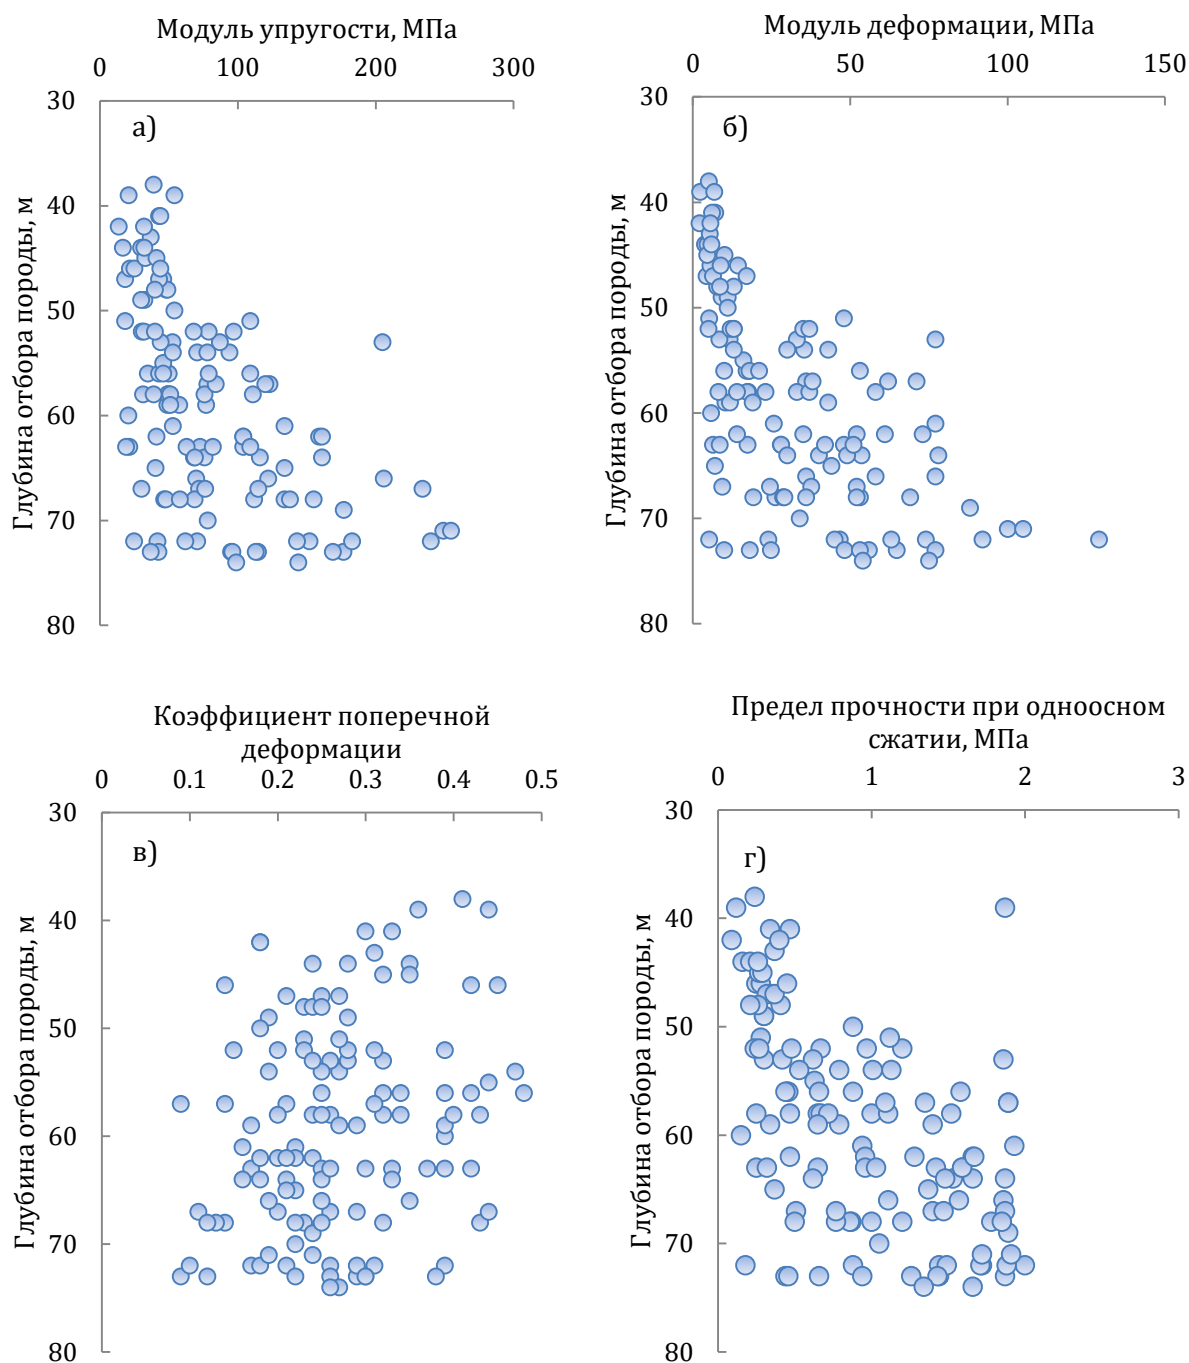 Модуль упругости, МПа
0 100 200 300
30
40
50
60
70
80
Глубина отбора породы, м
а)
Модуль деформации, МПа
0 50 100 150
30
40
50
60
70
80
Глубина отбора породы, м
б)
Коэффициент поперечной
деформации
0 0.1 0.2 0.3 0.4 0.5
30
40
50
60
70
80
Глубина отбора породы, м
в)
Предел прочности при одноосном
сжатии, МПа
0 1 2 3
30
40
50
60
70
80
Глубина отбора породы, м
г)